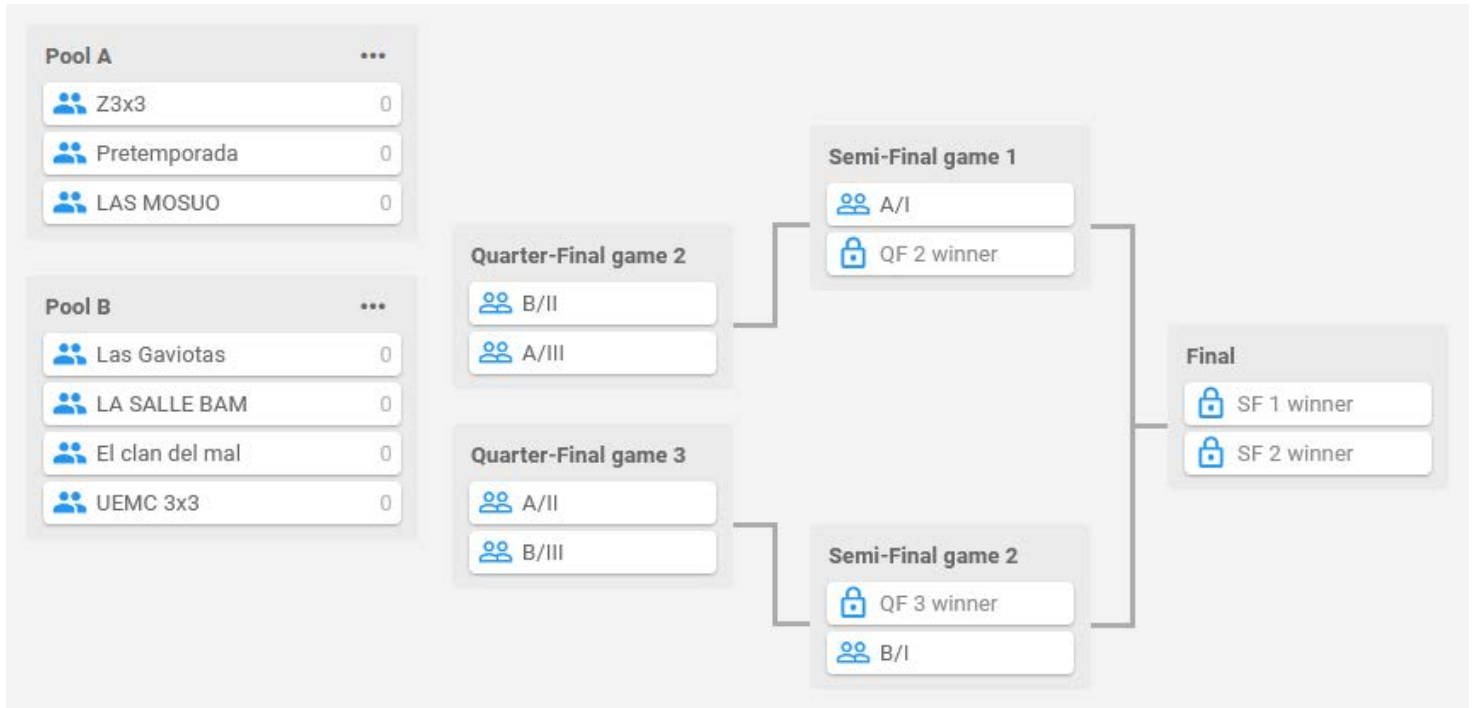 Pool A
Z3x3 0
Pretemporada 0
LAS MOSUO 0
Pool B
Las Gaviotas 0
LA SALLE BAM 0
El clan del mal 0
UEMC 3x3 0
Quarter-Final game 2
B/II
A/III
Quarter-Final game 3
A/II
B/III
Semi-Final game 1
A/I
QF 2 winner
Semi-Final game 2
QF 3 winner
B/I
Final
SF 1 winner
SF 2 winner